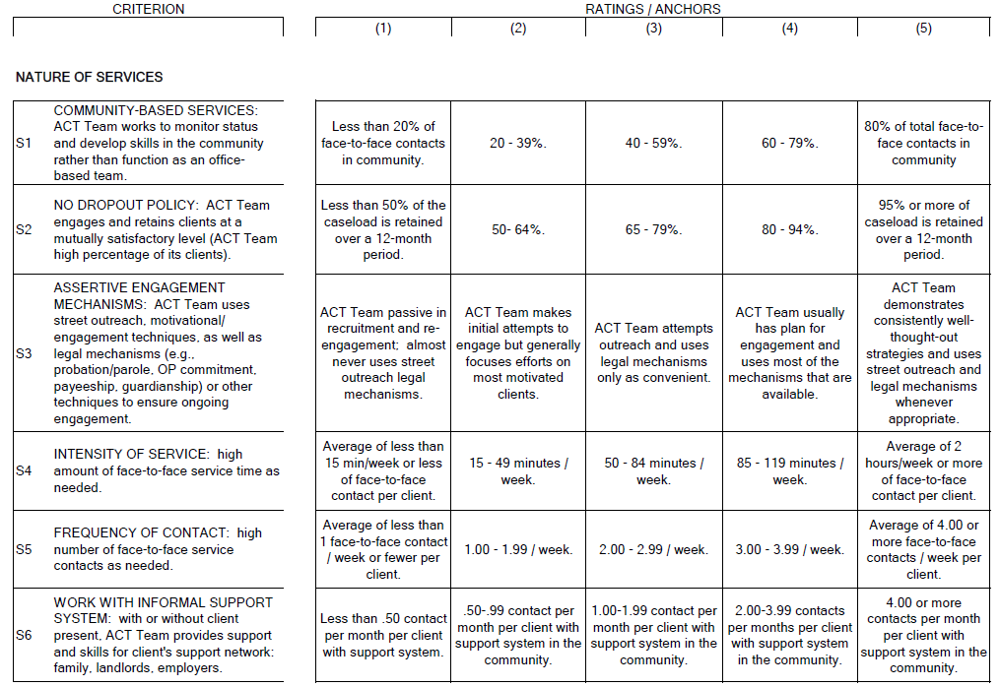 CRITERION
RATINGS / ANCHORS
(1)
(2)
(3)
(4)
(5)
NATURE OF SERVICES
S1
COMMUNITY-BASED SERVICES:
ACT Team works to monitor status
and develop skills in the community
rather than function as an office-
based team.
Less than 20% of
face-to-face contacts
in community.
20 - 39%.
40 - 59%.
60 - 79%.
80% of total face-to-
face contacts in
community
S2
NO DROPOUT POLICY: ACT Team
engages and retains clients at a
mutually satisfactory level (ACT Team
high percentage of its clients).
Less than 50% of the
caseload is retained
over a 12-month
period.
50- 64%.
65 - 79%.
80 - 94%.
95% or more of
caseload is retained
over a 12-month
period.
S3
ASSERTIVE ENGAGEMENT
MECHANISMS: ACT Team uses
street outreach, motivational/
engagement techniques, as well as
legal mechanisms (e.g.,
probation/parole, OP commitment,
payeeship, guardianship) or other
techniques to ensure ongoing
engagement.
ACT Team passive in
recruitment and re-
engagement; almost
never uses street
outreach legal
mechanisms.
ACT Team makes
initial attempts to
engage but generally
focuses efforts on
most motivated
clients.
ACT Team attempts
outreach and uses
legal mechanisms
only as convenient.
ACT Team usually
has plan for
engagement and
uses most of the
mechanisms that are
available.
ACT Team
demonstrates
consistently well-
thought-out
strategies and uses
street outreach and
legal mechanisms
whenever
appropriate.
S4
INTENSITY OF SERVICE: high
amount of face-to-face service time as
needed.
Average of less than
15 min/week or less
of face-to-face
contact per client.
15 - 49 minutes /
week.
50 - 84 minutes /
week.
85 - 119 minutes /
week.
Average of 2
hours/week or more
of face-to-face
contact per client.
S5
FREQUENCY OF CONTACT: high
number of face-to-face service
contacts as needed.
Average of less than
1 face-to-face contact
/ week or fewer per
client.
1.00 - 1.99 / week.
2.00 - 2.99 / week.
3.00 - 3.99 / week.
Average of 4.00 or
more face-to-face
contacts / week per
client.
S6
WORK WITH INFORMAL SUPPORT
SYSTEM: with or without client
present, ACT Team provides support
and skills for client's support network:
family, landlords, employers.
Less than .50 contact
per month per client
with support system.
.50-.99 contact per
month per client with
support system in the
community.
1.00-1.99 contact per
month per client with
support system in the
community.
2.00-3.99 contacts
per months per client
with support system
in the community.
4.00 or more
contacts per month
per client with
support system in the
community.